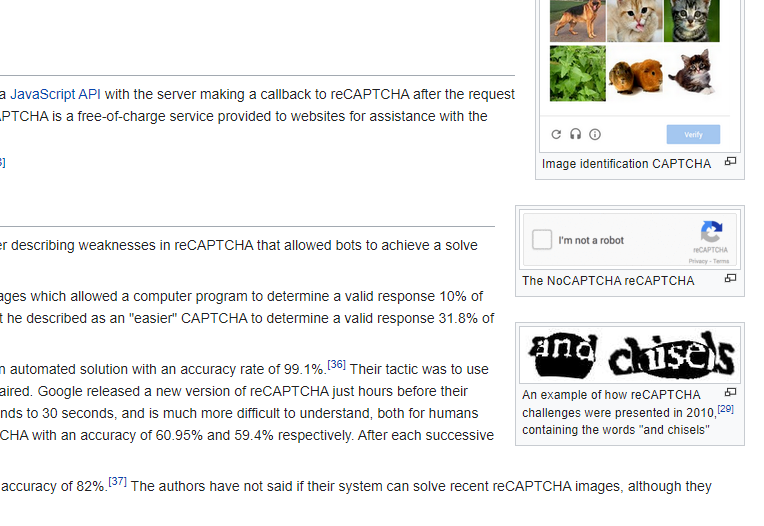 a JavaScript API with the server making a callback to reCAPTCHA after the request
APTCHA is a free-of-charge service provided to websites for assistance with the
]
er describing weaknesses in reCAPTCHA that allowed bots to achieve a solve
ages which allowed a computer program to determine a valid response 10% of
t he described as an "easier" CAPTCHA to determine a valid response 31.8% of
n automated solution with an accuracy rate of 99.1%.[36] Their tactic was to use
aired. Google released a new version of reCAPTCHA just hours before their
nds to 30 seconds, and is much more difficult to understand, both for humans
CHA with an accuracy of 60.95% and 59.4% respectively. After each successive
accuracy of 82%.[37] The authors have not said if their system can solve recent reCAPTCHA images, although they
Verify
Image identification CAPTCHA
I'm not a robot
reCAPTCHA
Privacy - Terms
The NoCAPTCHA reCAPTCHA
and chisels
An example of how reCAPTCHA
challenges were presented in 2010,[29]
containing the words "and chisels"